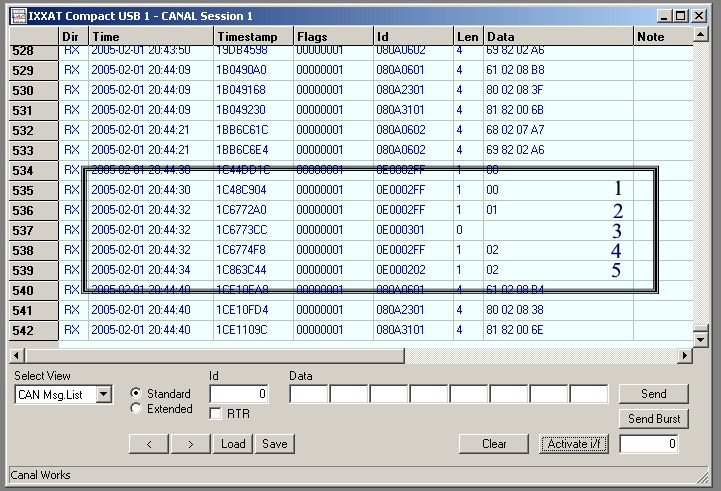 IXXAT Compact USB 1 - CANAL Session 1
Dir Time Timestamp Flags Id Len Data Note
528 RX 2005-02-01 20:43:50 19DB4598 00000001 080A0602 4 69 82 02 A6
529 RX 2005-02-01 20:44:09 1B0490A0 00000001 080A0601 4 61 02 08 B8
530 RX 2005-02-01 20:44:09 1B049168 00000001 080A2301 4 80 02 08 3F
531 RX 2005-02-01 20:44:09 1B049230 00000001 080A3101 4 81 82 00 6B
532 RX 2005-02-01 20:44:21 1BB6C61C 00000001 080A0602 4 68 02 07 A7
533 RX 2005-02-01 20:44:21 1BB6C6E4 00000001 080A0602 4 69 82 02 A6
534 RX 2005-02-01 20:44:30 1C44DD1C 00000001 0E0002FF 1 00
535 RX 2005-02-01 20:44:30 1C48C904 00000001 0E0002FF 1 00 1
536 RX 2005-02-01 20:44:32 1C6772A0 00000001 0E0002FF 1 01 2
537 RX 2005-02-01 20:44:32 1C6773CC 00000001 0E000301 0 3
538 RX 2005-02-01 20:44:32 1C6774F8 00000001 0E0002FF 1 02 4
539 RX 2005-02-01 20:44:34 1C863C44 00000001 0E000202 1 02 5
540 RX 2005-02-01 20:44:40 1CE10EA8 00000001 080A0601 4 61 02 08 B4
541 RX 2005-02-01 20:44:40 1CE10FD4 00000001 080A2301 4 80 02 08 38
542 RX 2005-02-01 20:44:40 1CE1109C 00000001 080A3101 4 81 82 00 6E
Select View Id Data
CAN Msg.List Standard 0 Send
Extended RTR Send Burst
< > Load Save Clear Activate i/f 0
Canal Works